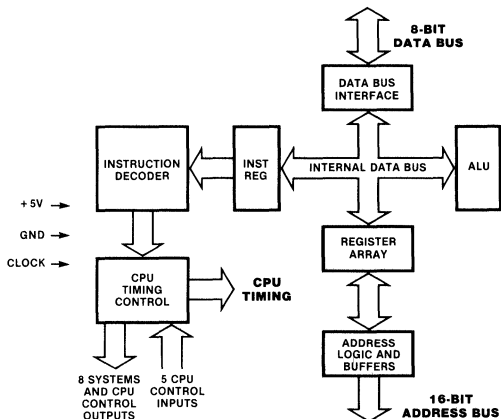 8-BIT
DATA BUS
DATA BUS
INTERFACE
INSTRUCTION
DECODER
INST
REG
INTERNAL DATA BUS
ALU
+5V
GND
CLOCK
REGISTER
ARRAY
CPU
TIMING
CONTROL
CPU
TIMING
ADDRESS
LOGIC AND
BUFFERS
8 SYSTEMS
AND CPU
CONTROL
OUTPUTS
5 CPU
CONTROL
INPUTS
16-BIT
ADDRESS BUS